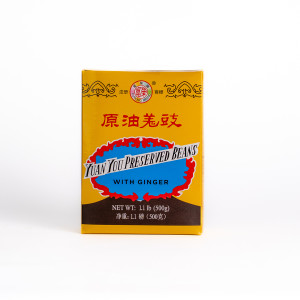 原油羗豉
YUAN YOU PRESERVED BEANS
WITH GINGER
NET WT: 1.1 lb (500g)
净重: 1.1 磅 (500克)